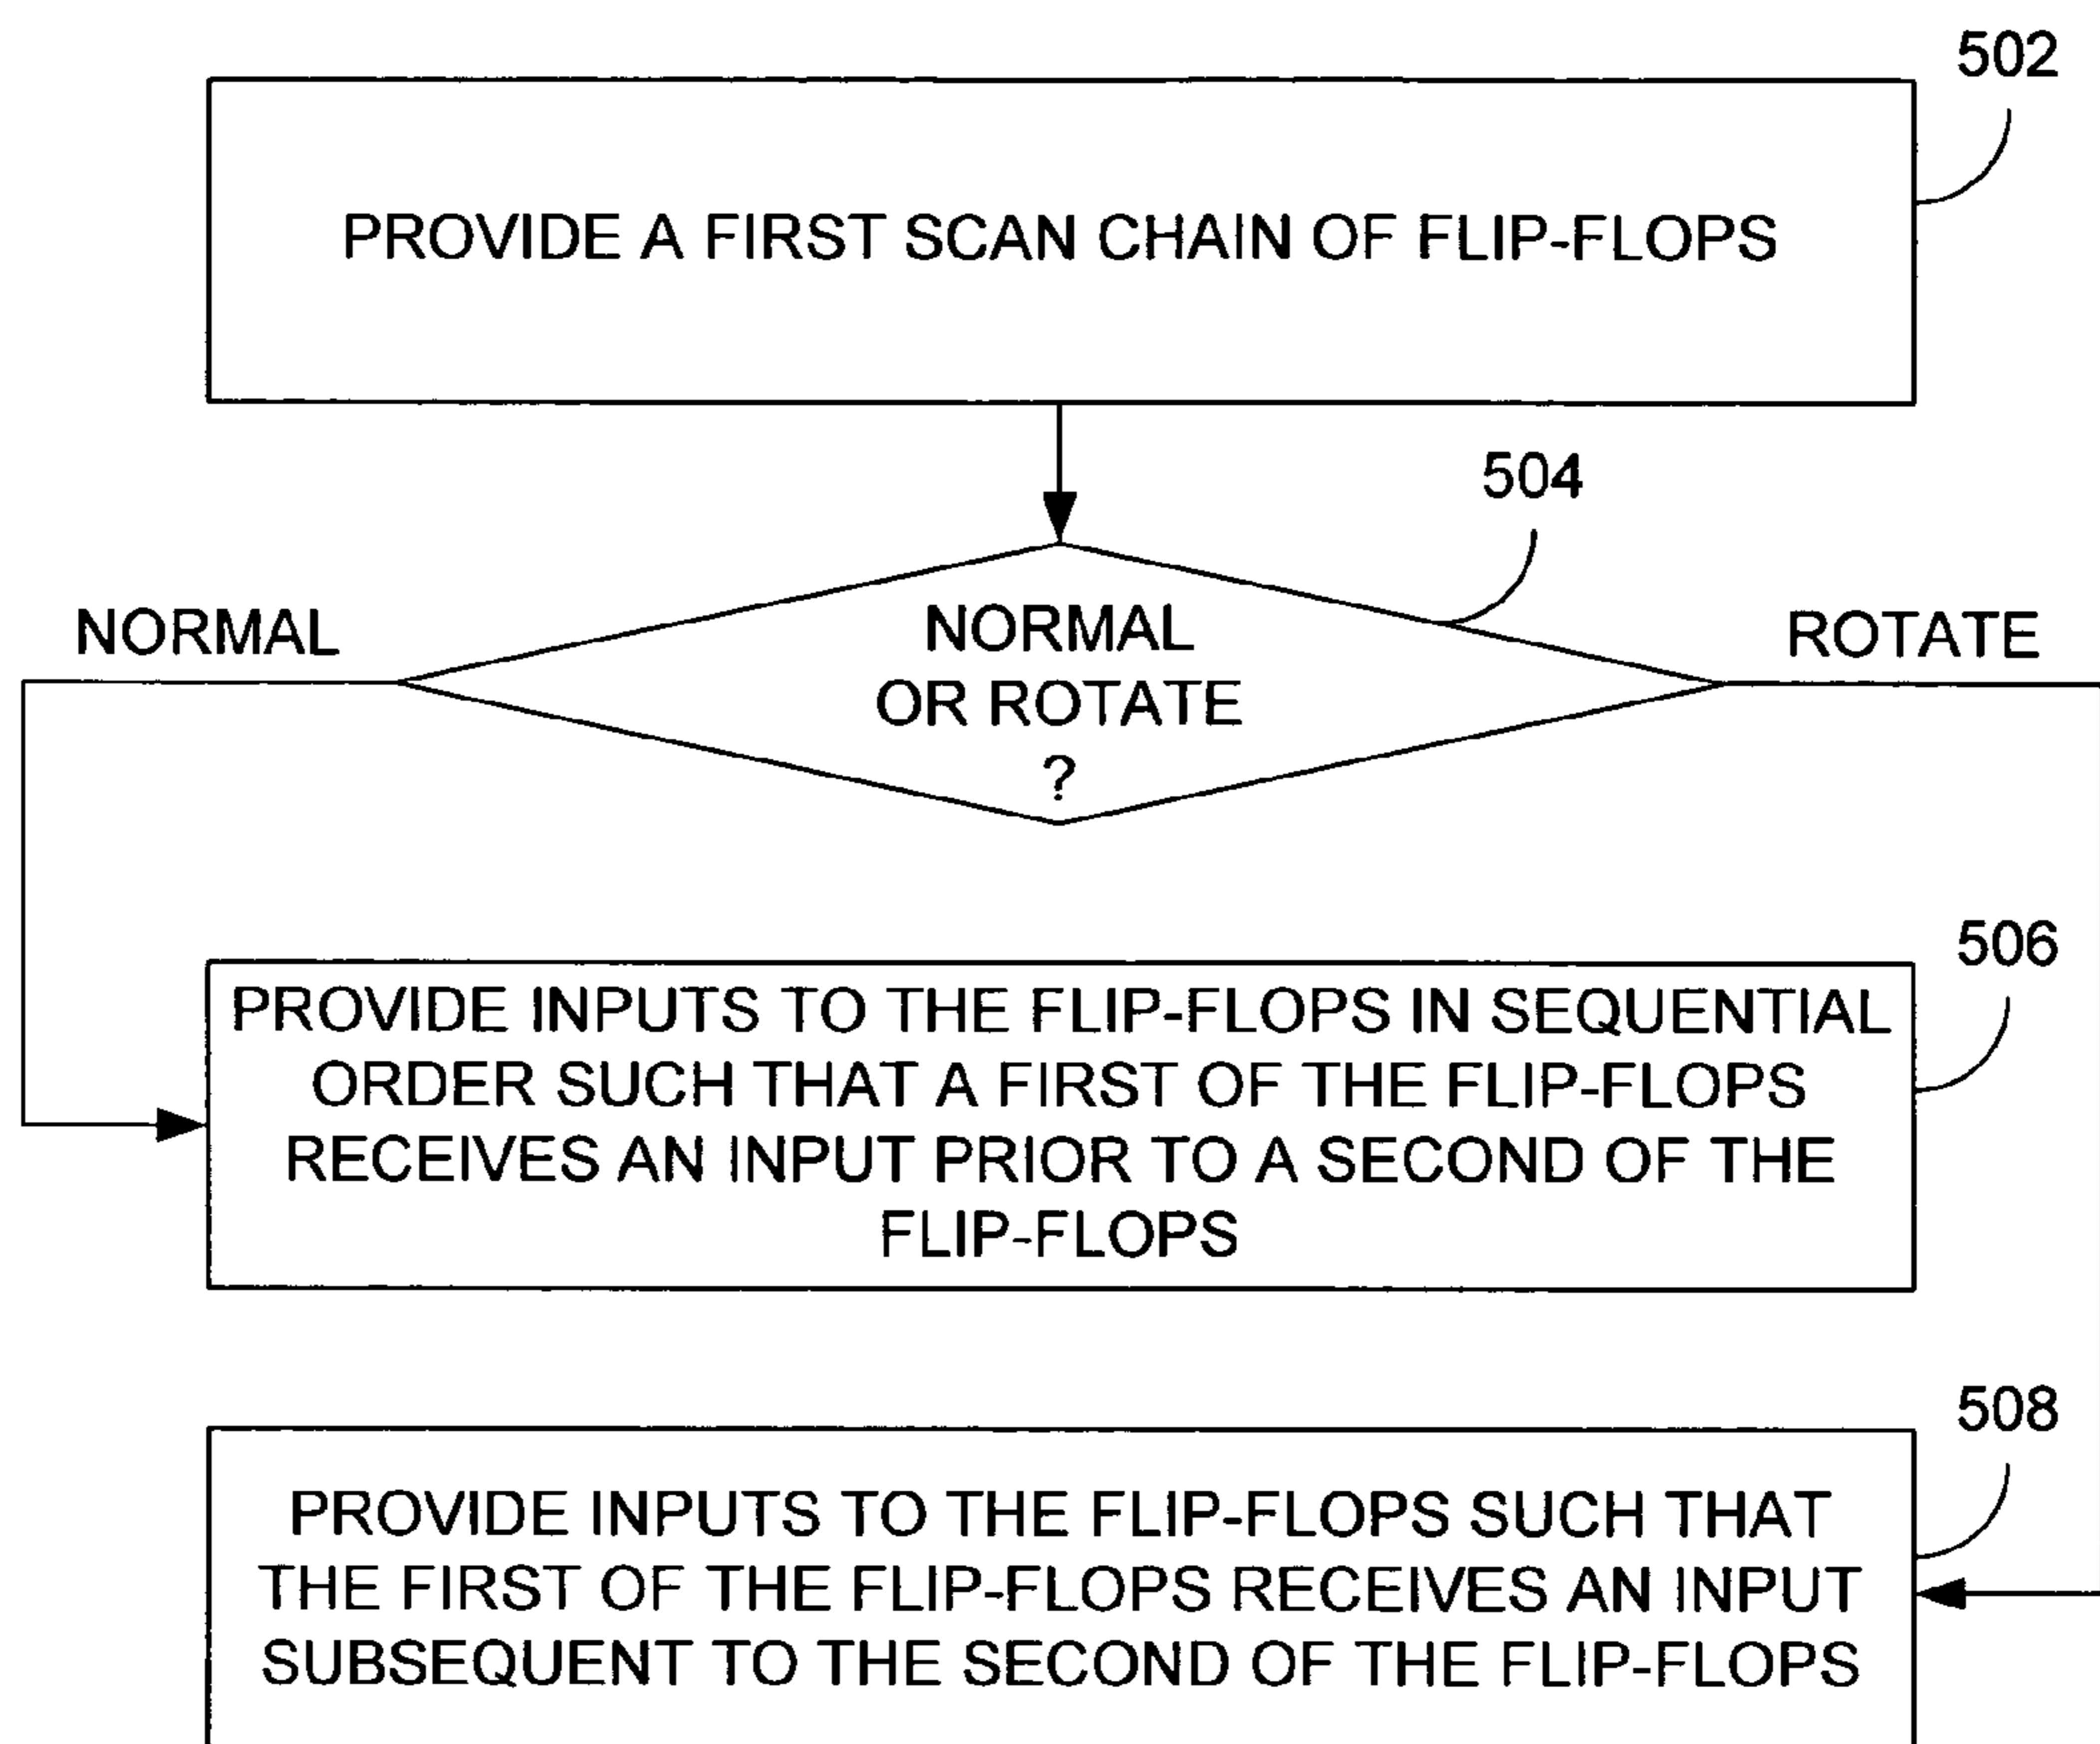 502
PROVIDE A FIRST SCAN CHAIN OF FLIP-FLOPS
504
NORMAL
NORMAL
OR ROTATE
?
ROTATE
506
PROVIDE INPUTS TO THE FLIP-FLOPS IN SEQUENTIAL
ORDER SUCH THAT A FIRST OF THE FLIP-FLOPS
RECEIVES AN INPUT PRIOR TO A SECOND OF THE
FLIP-FLOPS
508
PROVIDE INPUTS TO THE FLIP-FLOPS SUCH THAT
THE FIRST OF THE FLIP-FLOPS RECEIVES AN INPUT
SUBSEQUENT TO THE SECOND OF THE FLIP-FLOPS